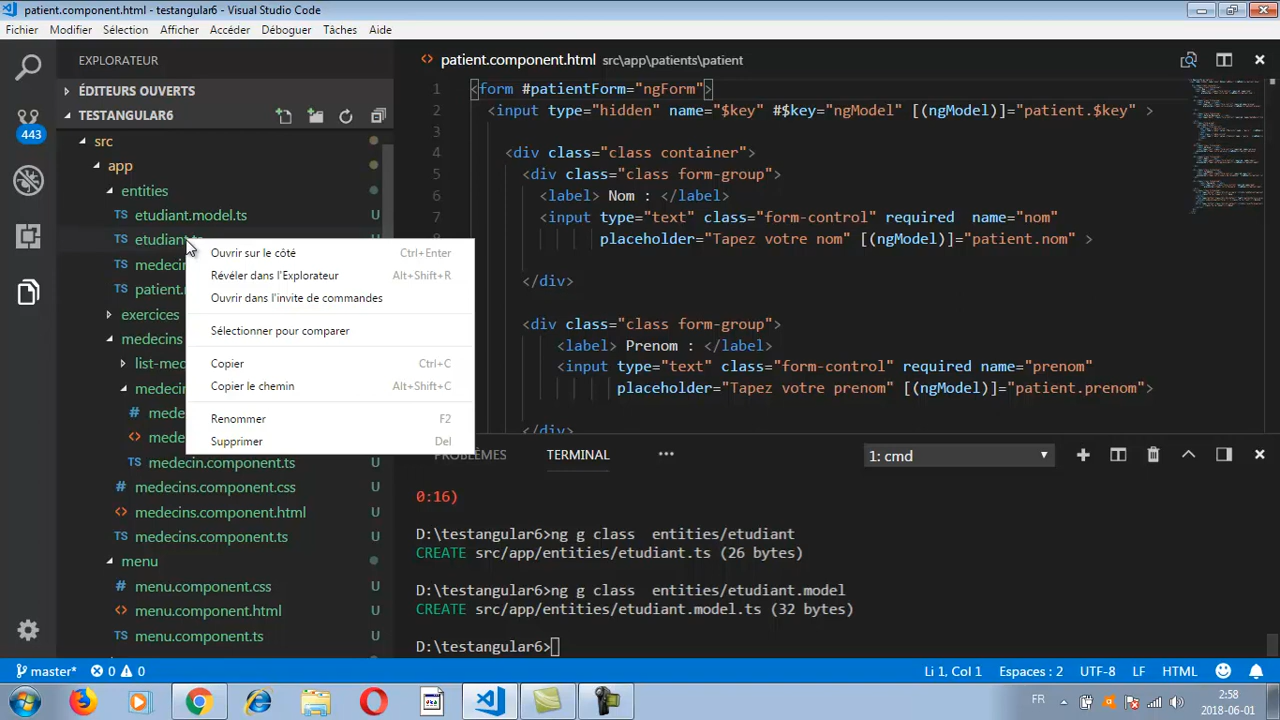 patient.component.html - testangular6 - Visual Studio Code
Fichier Modifier Sélection Afficher Accéder Déboguer Tâches Aide
EXPLORATEUR
ÉDITEURS OUVERTS
TESTANGULAR6
443
src
app
entities
etudiant.model.ts U
etudiant.ts U
medecin
patient.
exercices
medecins
list-med
medecin
mede
mede
medecin.component.ts U
medecins.component.css U
medecins.component.html U
medecins.component.ts U
menu
menu.component.css U
menu.component.html U
menu.component.ts U
Ouvrir sur le côté Ctrl+Enter
Révéler dans l'Explorateur Alt+Shift+R
Ouvrir dans l'invite de commandes
Sélectionner pour comparer
Copier Ctrl+C
Copier le chemin Alt+Shift+C
Renommer F2
Supprimer Del
patient.component.html src\app\patients\patient
1 <form #patientForm="ngForm">
2 <input type="hidden" name="$key" #$key="ngModel" [(ngModel)]="patient.$key" >
3
4 <div class="class container">
5 <div class="class form-group">
6 <label> Nom : </label>
7 <input type="text" class="form-control" required name="nom"
placeholder="Tapez votre nom" [(ngModel)]="patient.nom" >
</div>
<div class="class form-group">
<label> Prenom : </label>
<input type="text" class="form-control" required name="prenom"
placeholder="Tapez votre prenom" [(ngModel)]="patient.prenom">
</div>
PROBLÈMES TERMINAL ••• 1: cmd
0:16)
D:\testangular6>ng g class  entities/etudiant
CREATE src/app/entities/etudiant.ts (26 bytes)
D:\testangular6>ng g class  entities/etudiant.model
CREATE src/app/entities/etudiant.model.ts (32 bytes)
D:\testangular6>
master* 0 0 Li 1, Col 1 Espaces : 2 UTF-8 LF HTML
FR 2:58
2018-06-01